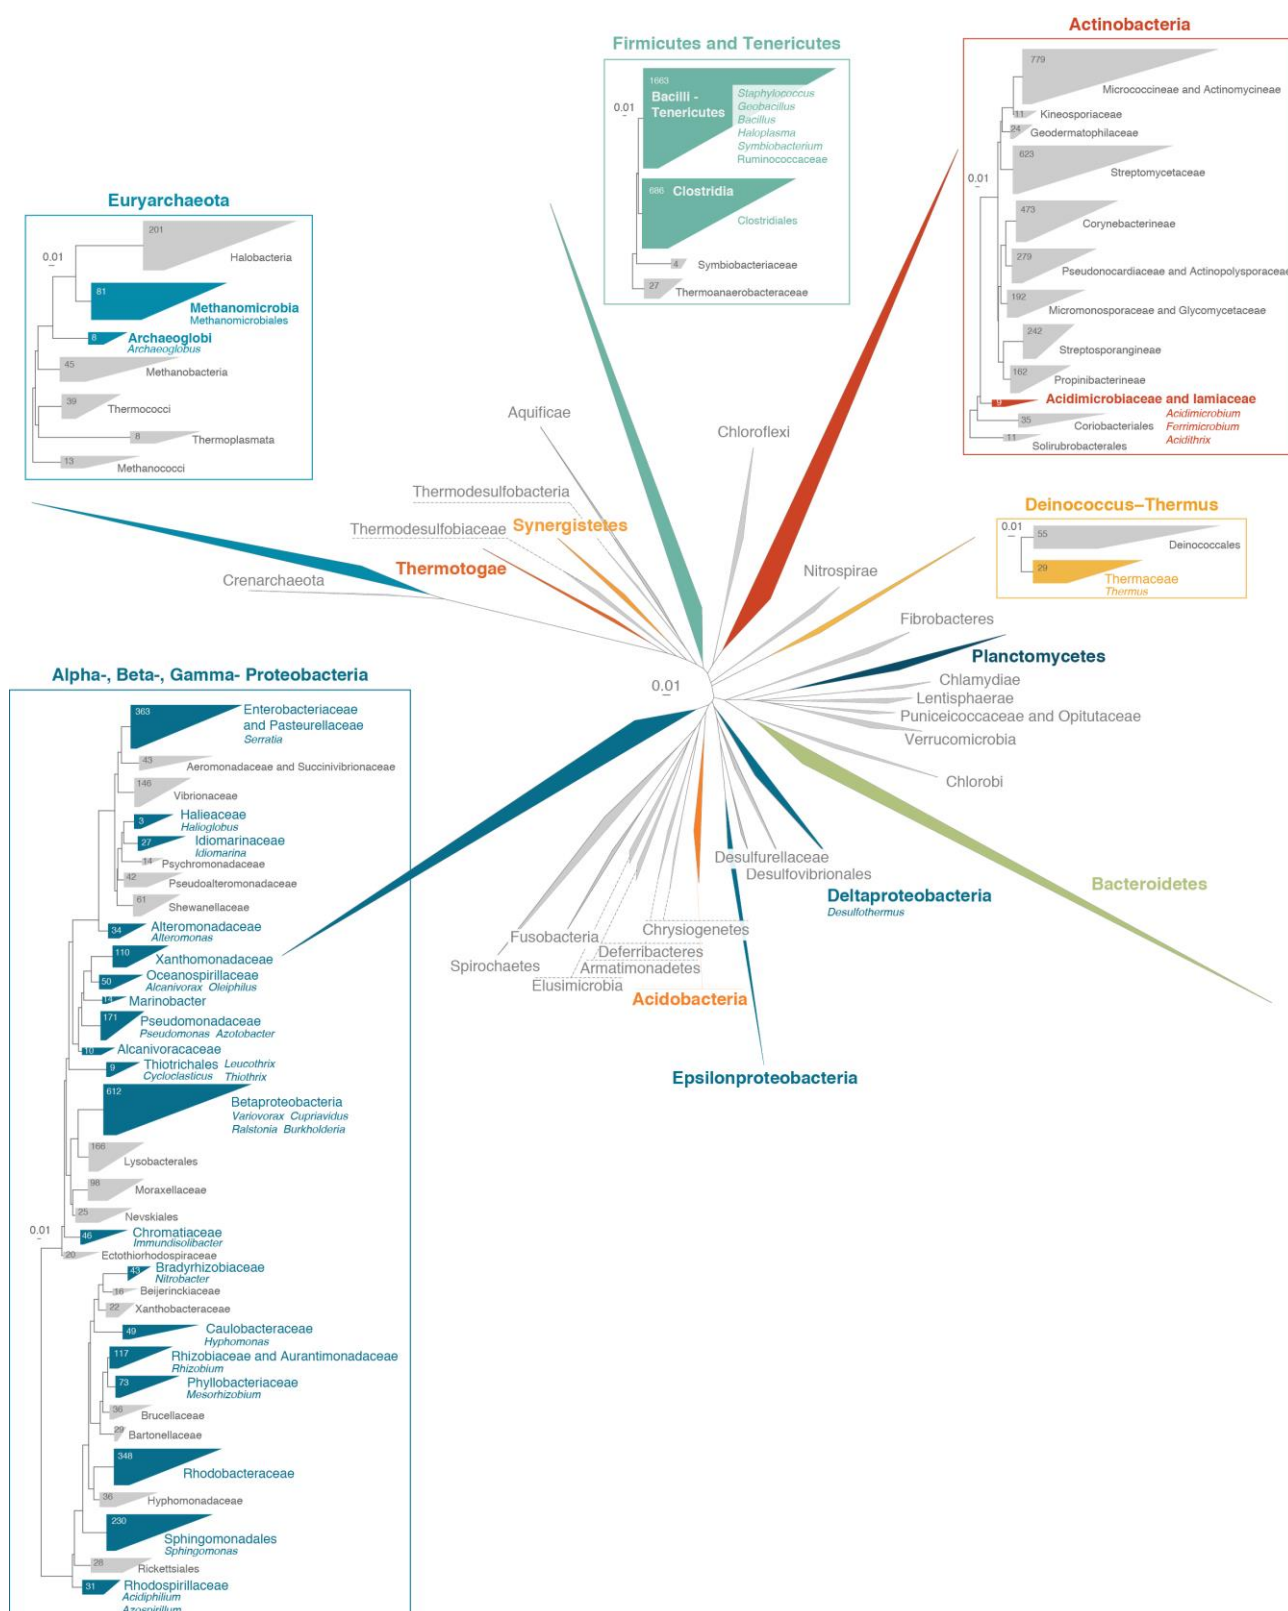 Actinobacteria
779
Micrococcineae and Actinomycineae
11
Kineosporiaceae
24
Geodermatophilaceae
623
Streptomycetaceae
0.01
473
Corynebacterineae
279
Pseudonocardiaceae and Actinopolysporaceae
192
Micromonosporaceae and Glycomycetaceae
242
Streptosporangineae
162
Propinibacterineae
9
Acidimicrobiaceae and Iamiaceae
Acidimicrobium
Ferrimicrobium
Acidithrix
35
Coriobacteriales
11
Solirubrobacterales
Firmicutes and Tenericutes
0.01
1663
Bacilli -
Tenericutes
Staphylococcus
Geobacillus
Bacillus
Haloplasma
Symbiobacterium
Ruminococcaceae
686
Clostridia
Clostridiales
4
Symbiobacteriaceae
27
Thermoanaerobacteraceae
Euryarchaeota
0.01
201
Halobacteria
81
Methanomicrobia
Methanomicrobiales
6
Archaeoglobi
Archaeoglobus
45
Methanobacteria
39
Thermococci
8
Thermoplasmata
13
Methanococci
Deinococcus–Thermus
0.01
55
Deinococcales
29
Thermaceae
Thermus
Aquificae
Chloroflexi
Thermodesulfobacteria
Thermodesulfobiaceae
Synergistetes
Thermotogae
Crenarchaeota
Nitrospirae
Fibrobacteres
Planctomycetes
Chlamydiae
Lentisphaerae
Puniceicoccaceae and Opitutaceae
Verrucomicrobia
Chlorobi
0.01
Bacteroidetes
Desulfurellaceae
Desulfovibrionales
Deltaproteobacteria
Desulfothermus
Chrysiogenetes
Fusobacteria
Deferribacteres
Spirochaetes
Armatimonadetes
Elusimicrobia
Acidobacteria
Epsilonproteobacteria
Alpha-, Beta-, Gamma- Proteobacteria
363
Enterobacteriaceae
and Pasteurellaceae
Serratia
43
Aeromonadaceae and Succinivibrionaceae
146
Vibrionaceae
3
Halieaceae
Halioglobus
27
Idiomarinaceae
Idiomarina
14
Psychromonadaceae
42
Pseudoalteromonadaceae
61
Shewanellaceae
34
Alteromonadaceae
Alteromonas
110
Xanthomonadaceae
50
Oceanospirillaceae
Alcanivorax Oleiphilus
14
Marinobacter
171
Pseudomonadaceae
Pseudomonas Azotobacter
10
Alcanivoracaceae
9
Thiotrichales Leucothrix
Cycloclasticus Thiothrix
612
Betaproteobacteria
Variovorax Cupriavidus
Ralstonia Burkholderia
166
Lysobacterales
98
Moraxellaceae
25
Nevskiales
0.01
46
Chromatiaceae
Immundisolibacter
20
Ectothiorhodospiraceae
43
Bradyrhizobiaceae
Nitrobacter
16
Beijerinckiaceae
22
Xanthobacteraceae
49
Caulobacteraceae
Hyphomonas
117
Rhizobiaceae and Aurantimonadaceae
Rhizobium
73
Phyllobacteriaceae
Mesorhizobium
36
Brucellaceae
29
Bartonellaceae
348
Rhodobacteraceae
36
Hyphomonadaceae
230
Sphingomonadales
Sphingomonas
28
Rickettsiales
31
Rhodospirillaceae
Acidiphilium
Azospirillum